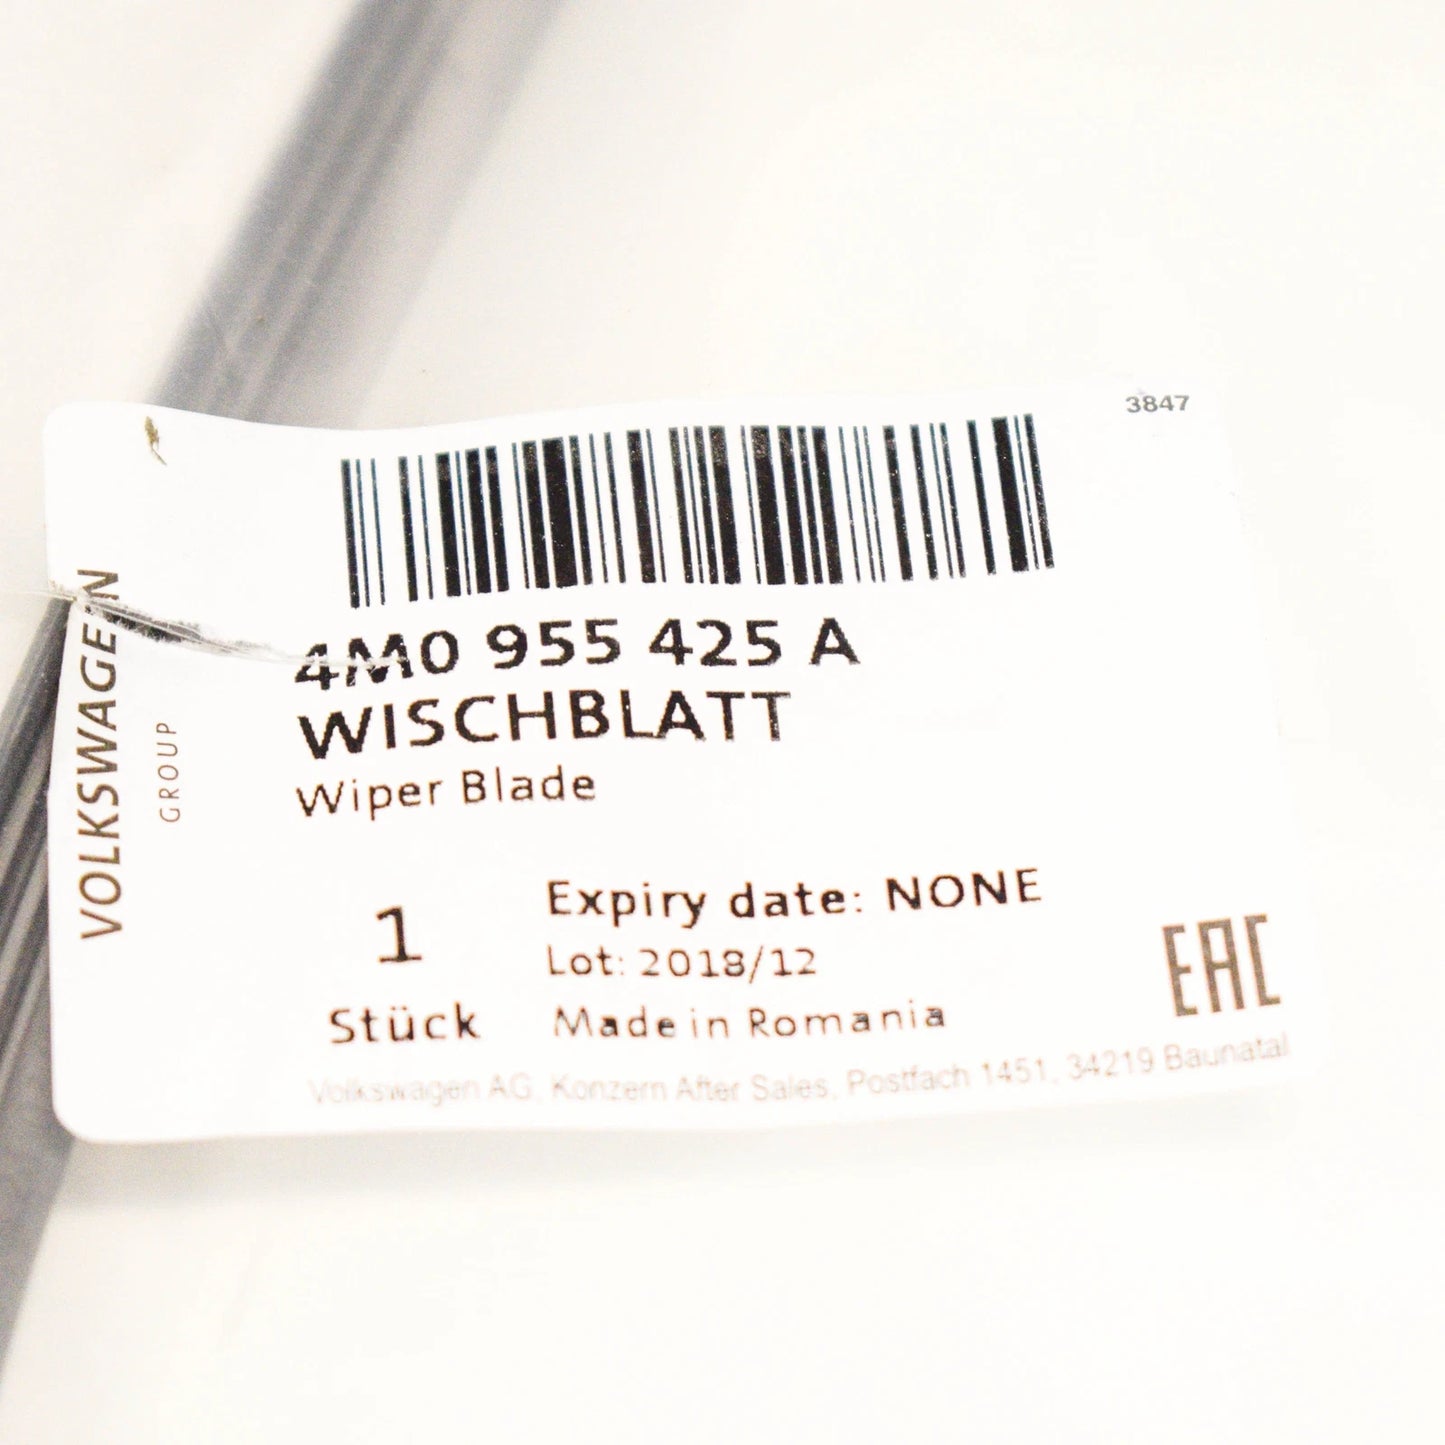 3847
4M0 955 425 A
WISCHBLATT
Wiper Blade
VOLKSWAGEN
GROUP
1
Stück
Expiry date: NONE
Lot: 2018/12
Made in Romania
EAC
Volkswagen AG, Konzern After Sales, Postfach 1451, 34219 Baunatal